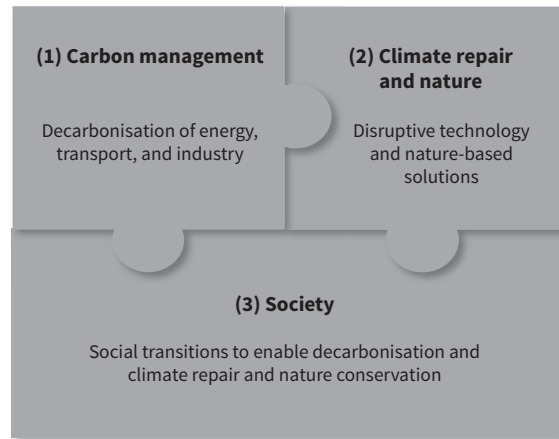 (1) Carbon management
Decarbonisation of energy,
transport, and industry
(2) Climate repair
and nature
Disruptive technology
and nature-based
solutions
(3) Society
Social transitions to enable decarbonisation and
climate repair and nature conservation